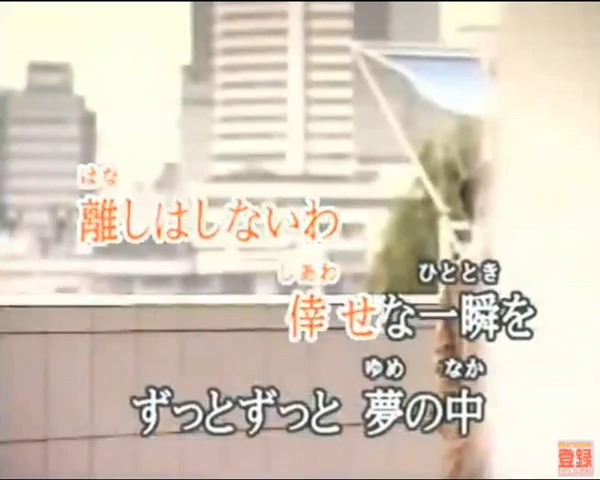 はな
離しはしないわ
しあわ ひととき
倖せな一瞬を
ゆめ なか
ずっとずっと 夢の中
登録